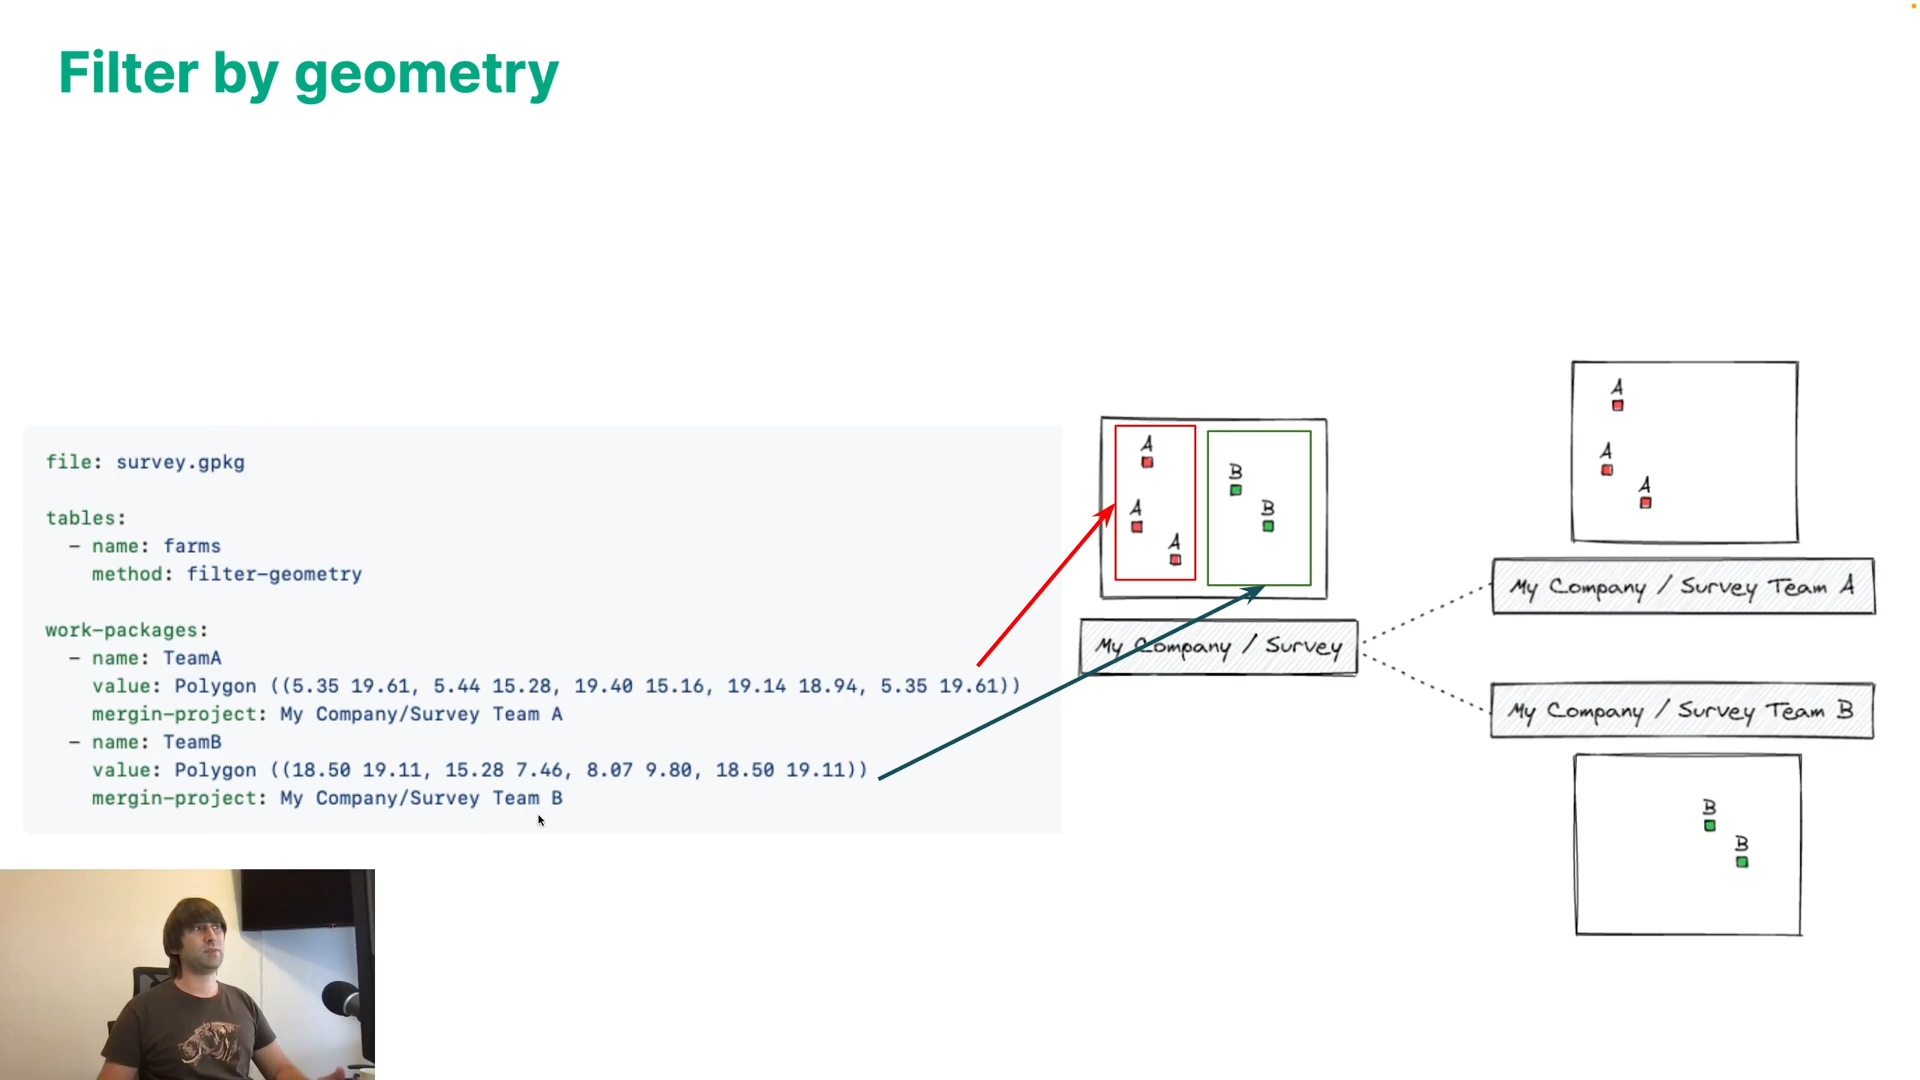 Filter by geometry
file: survey.gpkg
tables:
- name: farms
method: filter-geometry
work-packages:
- name: TeamA
value: Polygon ((5.35 19.61, 5.44 15.28, 19.40 15.16, 19.14 18.94, 5.35 19.61))
mergin-project: My Company/Survey Team A
- name: TeamB
value: Polygon ((18.50 19.11, 15.28 7.46, 8.07 9.80, 18.50 19.11))
mergin-project: My Company/Survey Team B
A
A
A
B
B
My Company / Survey
A
A
A
My Company / Survey Team A
My Company / Survey Team B
B
B